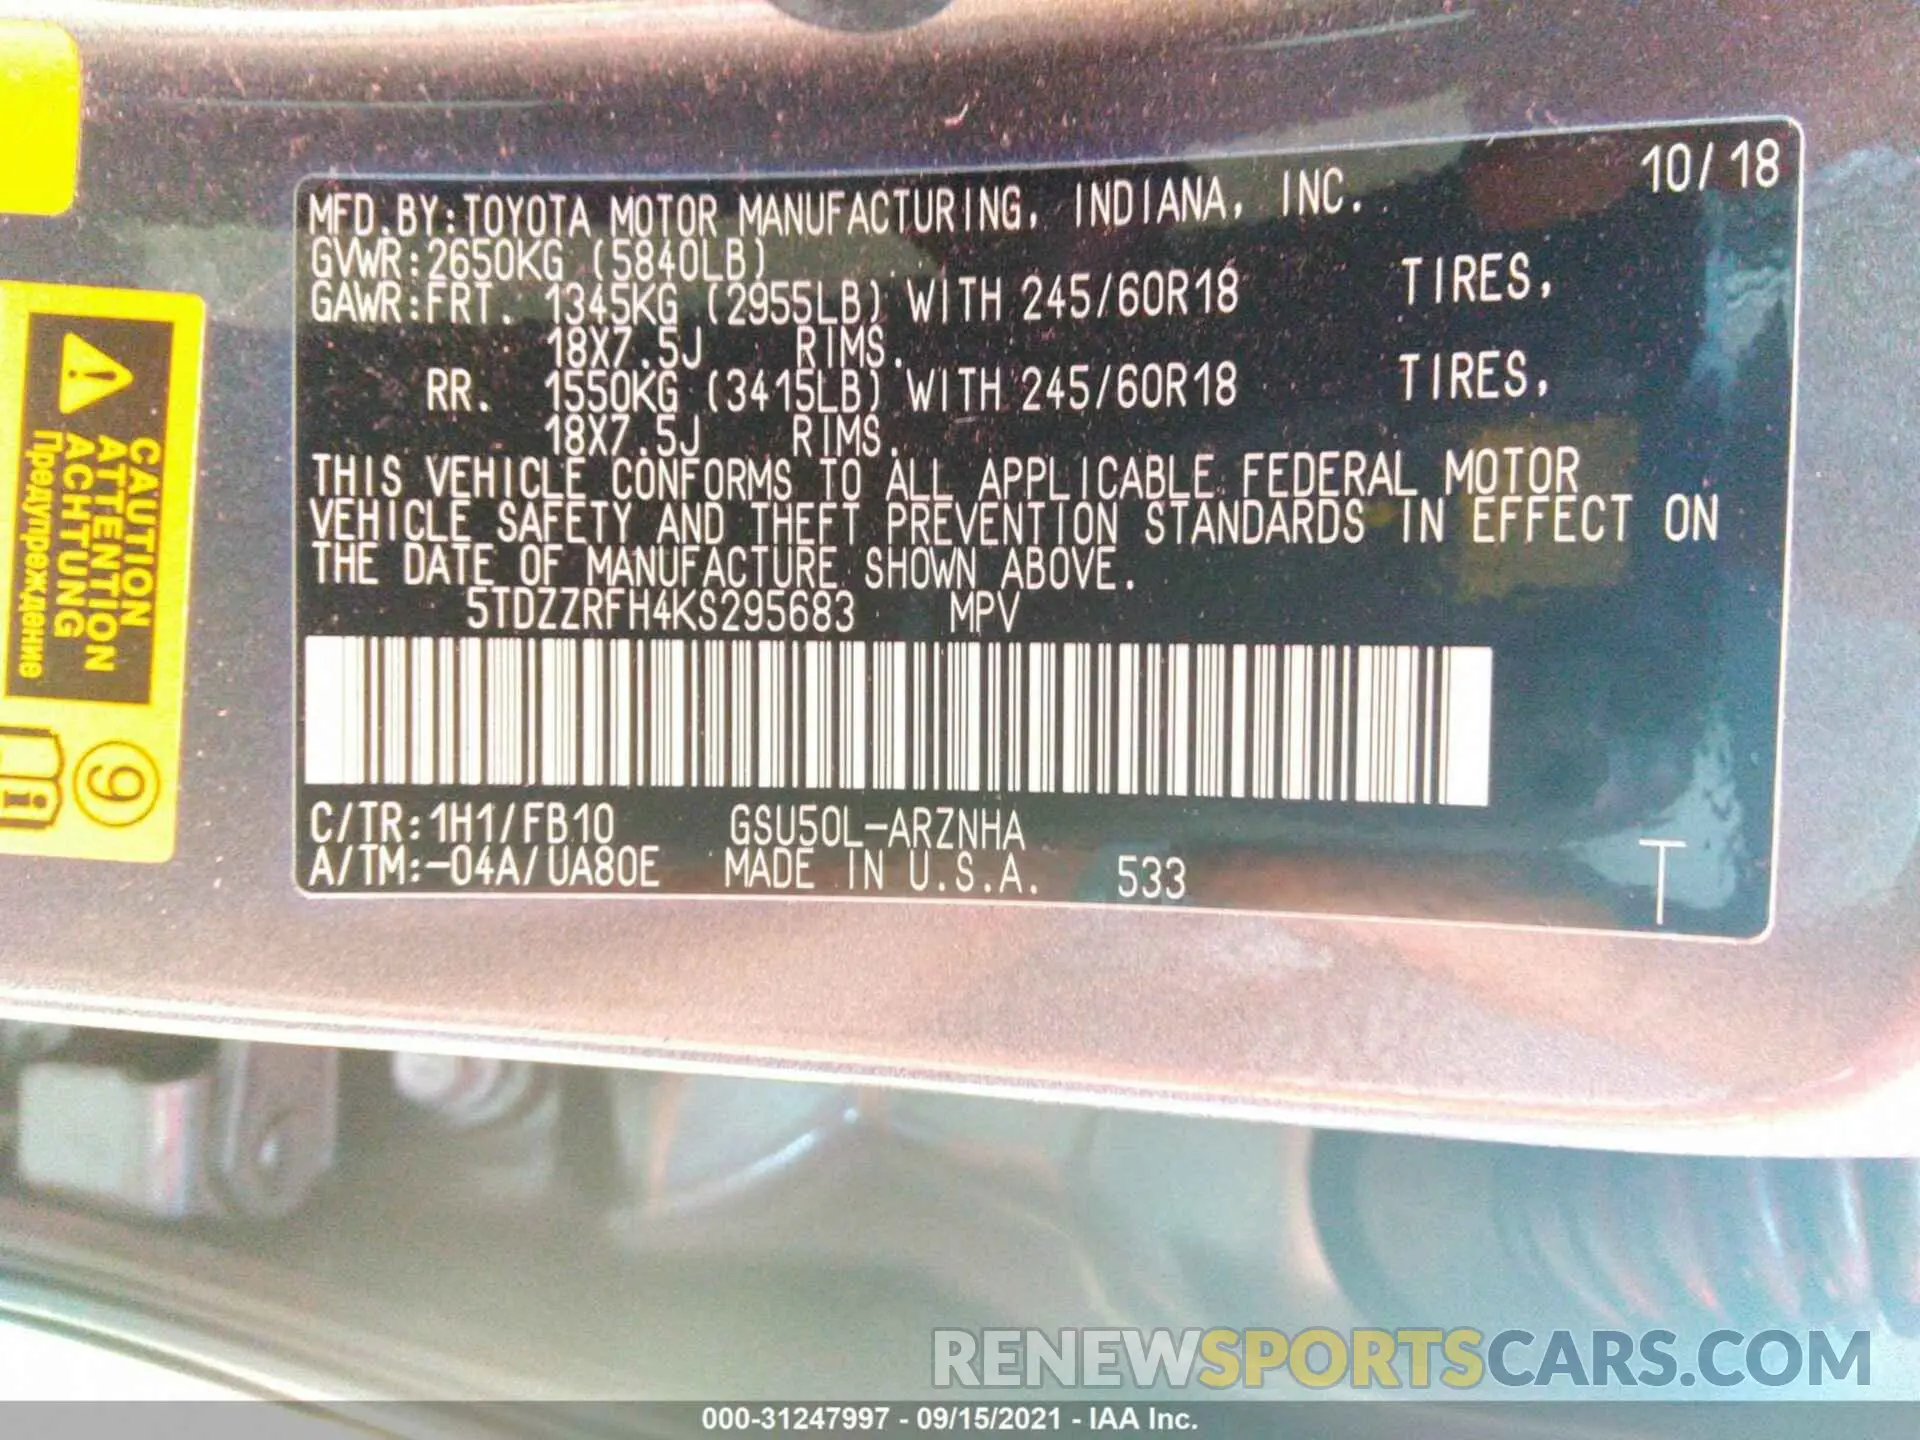 10/18
MFD.BY:TOYOTA MOTOR MANUFACTURING, INDIANA, INC.
GVWR:2650KG (5840LB)
GAWR:FRT. 1345KG (2955LB) WITH 245/60R18 TIRES,
18X7.5J RIMS.
RR. 1550KG (3415LB) WITH 245/60R18 TIRES,
18X7.5J RIMS.
THIS VEHICLE CONFORMS TO ALL APPLICABLE FEDERAL MOTOR
VEHICLE SAFETY AND THEFT PREVENTION STANDARDS IN EFFECT ON
THE DATE OF MANUFACTURE SHOWN ABOVE.
5TDZZRFH4KS295683 MPV
C/TR:1H1/FB10 GSU50L-ARZNHA
A/TM:-04A/UA80E MADE IN U.S.A. 533
T
CAUTION
ATTENTION
ACHTUNG
Предупреждение
9
i
RENEWSPORTSCARS.COM
000-31247997 - 09/15/2021 - IAA Inc.